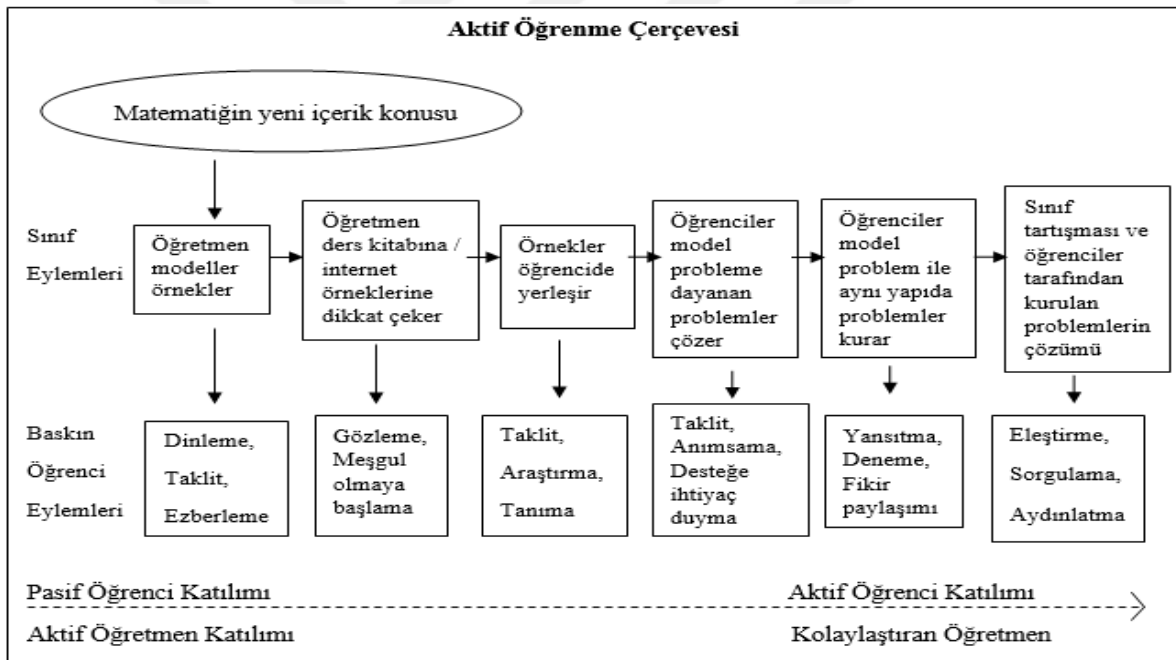 Aktif Öğrenme Çerçevesi
Matematiğin yeni içerik konusu
Sınıf
Eylemleri
Öğretmen
modeller
örnekler
Öğretmen
ders kitabına /
internet
örneklerine
dikkat çeker
Örnekler
öğrencide
yerleşir
Öğrenciler
model
probleme
dayanan
problemler
çözer
Öğrenciler
model
problem ile
aynı yapıda
problemler
kurar
Sınıf
tartışması ve
öğrenciler
tarafından
kurulan
problemlerin
çözümü
Baskın
Öğrenci
Eylemleri
Dinleme,
Taklit,
Ezberleme
Gözleme,
Meşgul
olmaya
başlama
Taklit,
Araştırma,
Tanıma
Taklit,
Anımsama,
Desteğe
ihtiyaç
duyma
Yansıtma,
Deneme,
Fikir
paylaşımı
Eleştirme,
Sorgulama,
Aydınlatma
Pasif Öğrenci Katılımı
Aktif Öğrenci Katılımı
Aktif Öğretmen Katılımı
Kolaylaştıran Öğretmen